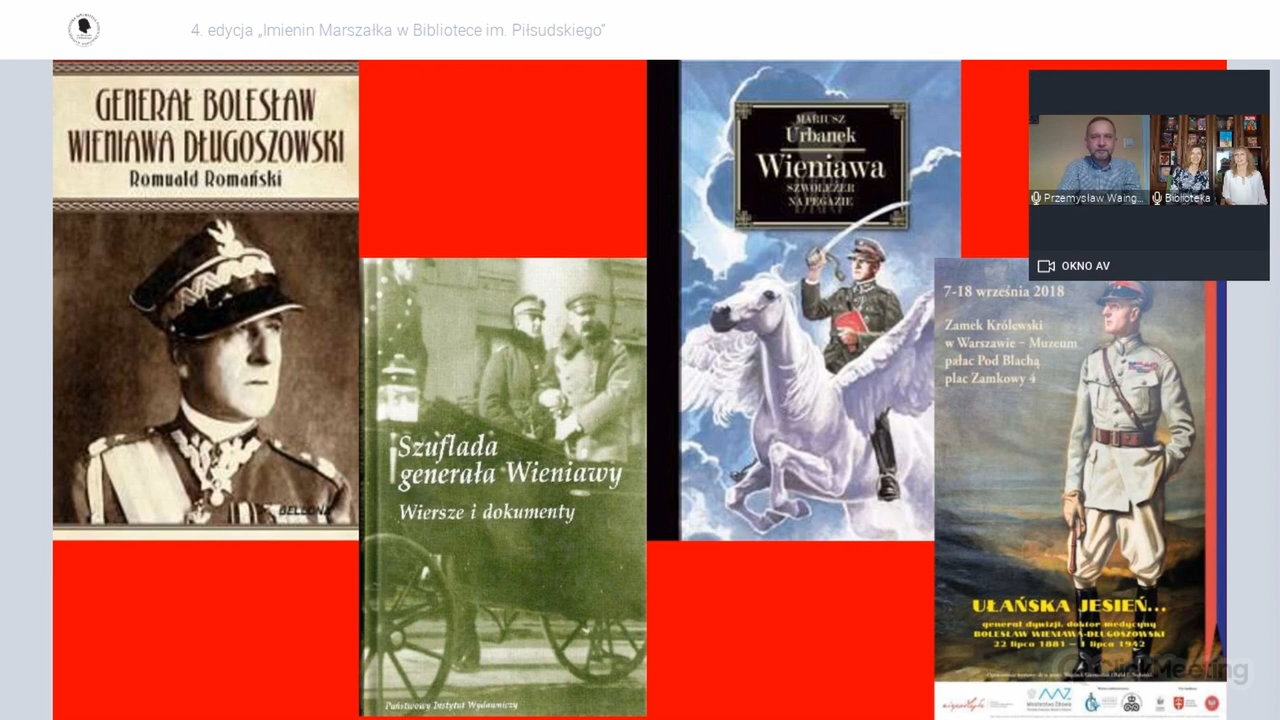 4. edycja „Imienin Marszałka w Bibliotece im. Piłsudskiego”
GENERAŁ BOLESŁAW
WIENIAWA DŁUGOSZOWSKI
Romuald Romański
BELLONA
Szuflada
generała Wieniawy
Wiersze i dokumenty
Państwowy Instytut Wydawniczy
MARIUSZ
Urbanek
Wieniawa
SZWOLEŻER
NA PEGAZIE
Przemysław Waing...
Biblioteka
OKNO AV
7-18 września 2018
Zamek Królewski
w Warszawie – Muzeum
pałac Pod Blachą
plac Zamkowy 4
UŁAŃSKA JESIEŃ...
generał dywizji, doktor medycyny
BOLESŁAW WIENIAWA-DŁUGOSZOWSKI
22 lipca 1881 – 1 lipca 1942
ClickMeeting